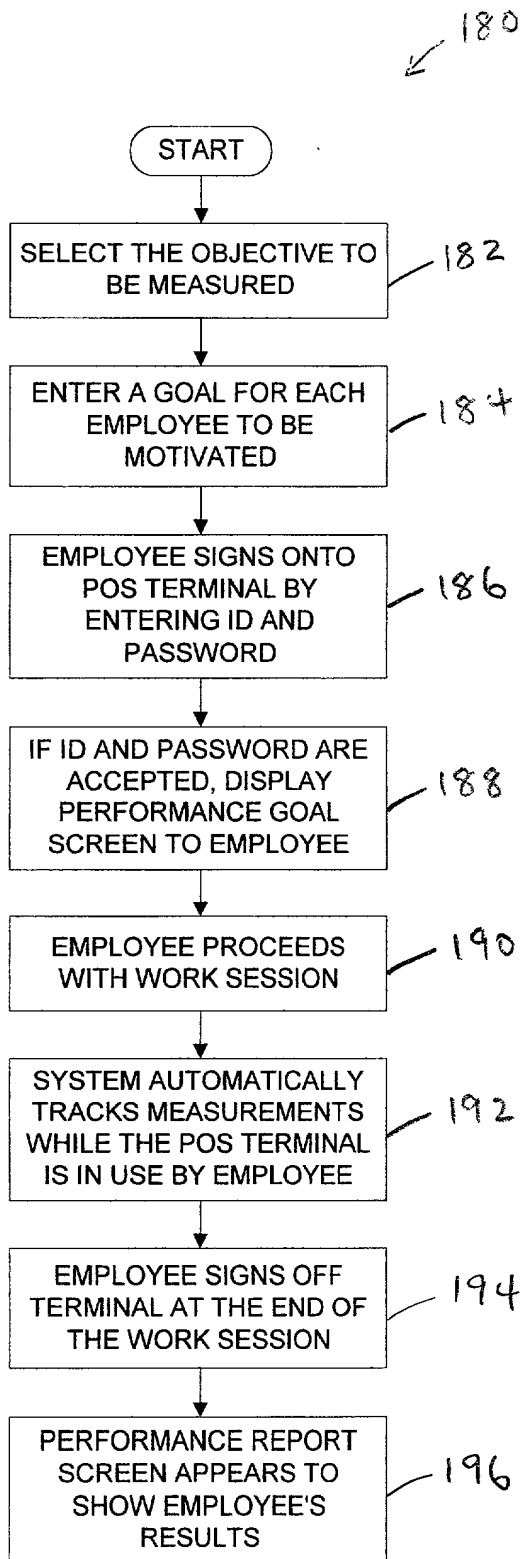 180
START
SELECT THE OBJECTIVE TO
BE MEASURED
182
ENTER A GOAL FOR EACH
EMPLOYEE TO BE
MOTIVATED
184
EMPLOYEE SIGNS ONTO
POS TERMINAL BY
ENTERING ID AND
PASSWORD
186
IF ID AND PASSWORD ARE
ACCEPTED, DISPLAY
PERFORMANCE GOAL
SCREEN TO EMPLOYEE
188
EMPLOYEE PROCEEDS
WITH WORK SESSION
190
SYSTEM AUTOMATICALLY
TRACKS MEASUREMENTS
WHILE THE POS TERMINAL
IS IN USE BY EMPLOYEE
192
EMPLOYEE SIGNS OFF
TERMINAL AT THE END OF
THE WORK SESSION
194
PERFORMANCE REPORT
SCREEN APPEARS TO
SHOW EMPLOYEE'S
RESULTS
196